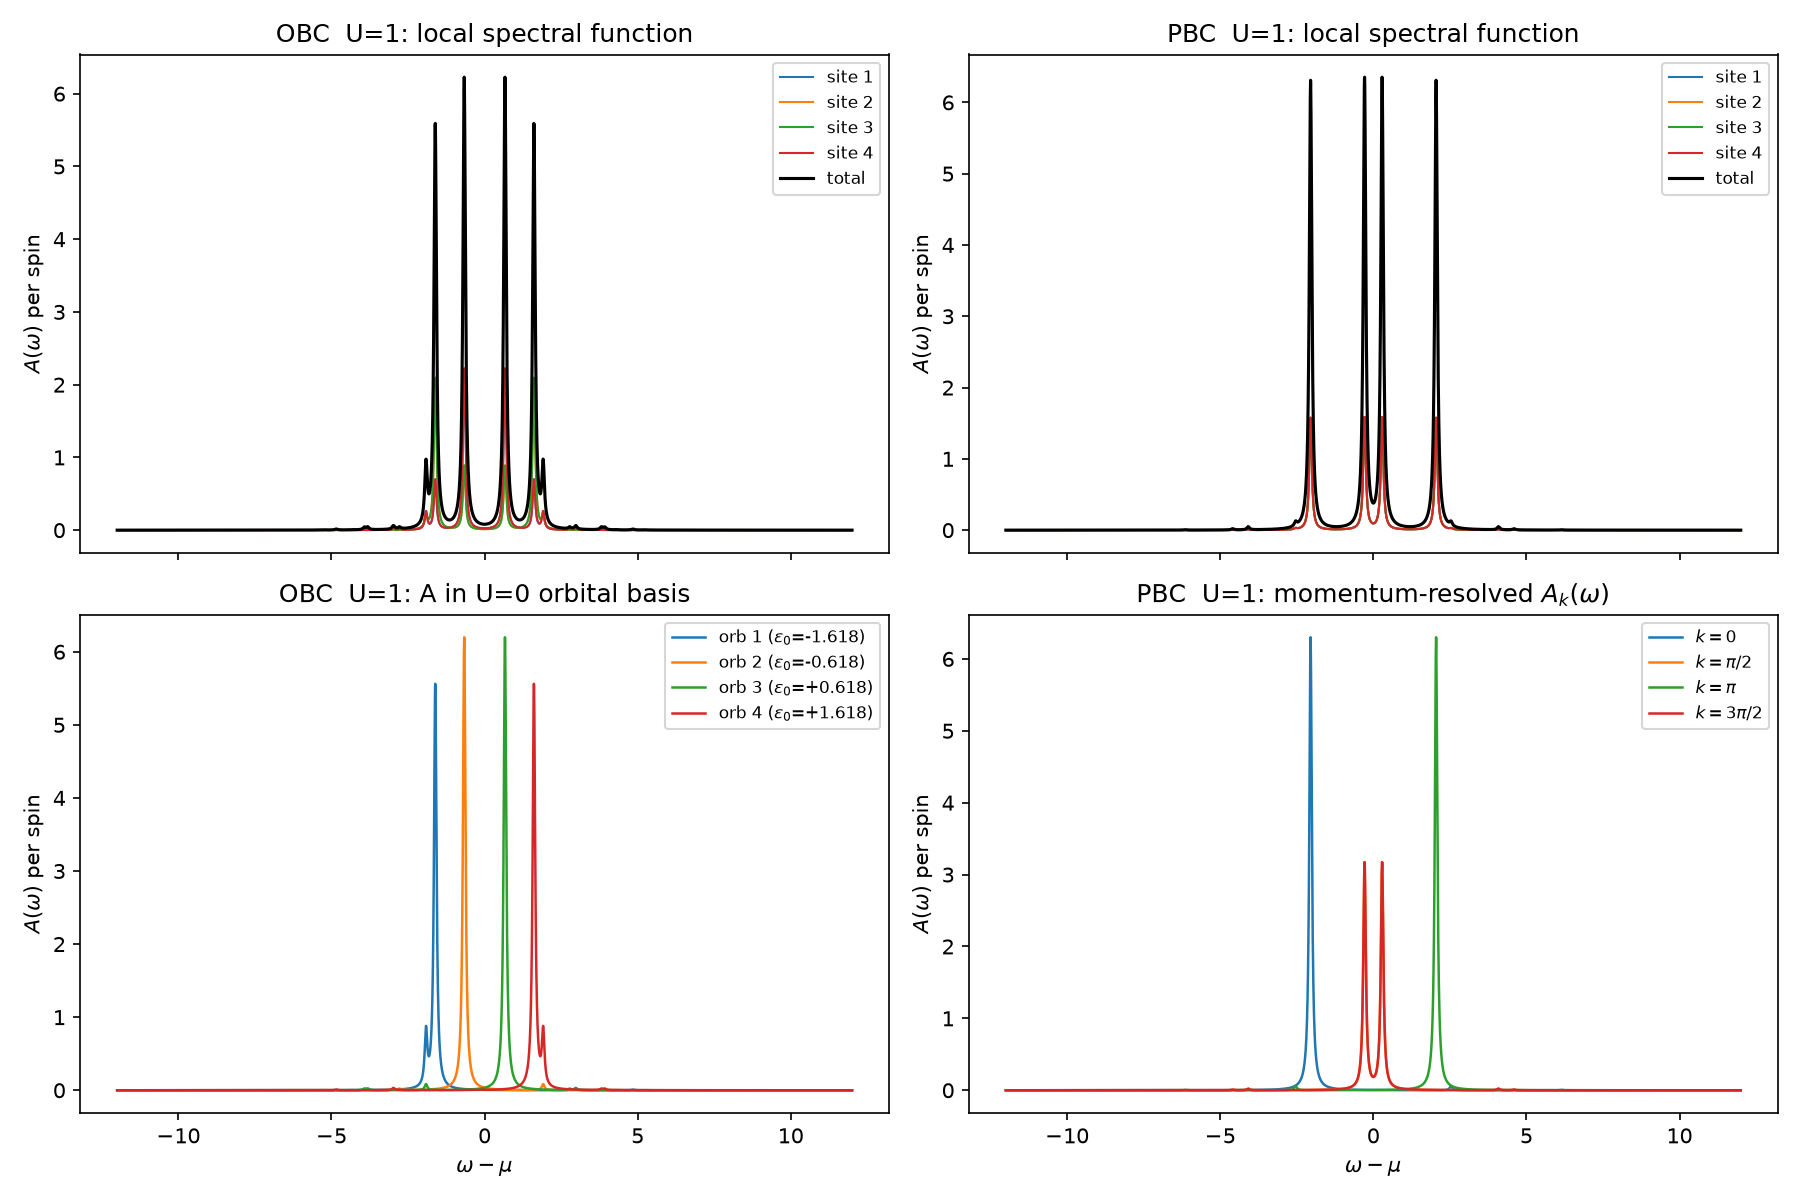 OBC  U=1: local spectral function
A(ω) per spin
6
5
4
3
2
1
0
site 1
site 2
site 3
site 4
total
PBC  U=1: local spectral function
A(ω) per spin
6
5
4
3
2
1
0
site 1
site 2
site 3
site 4
total
OBC  U=1: A in U=0 orbital basis
A(ω) per spin
6
5
4
3
2
1
0
orb 1 (ε₀=-1.618)
orb 2 (ε₀=-0.618)
orb 3 (ε₀=+0.618)
orb 4 (ε₀=+1.618)
−10 −5 0 5 10
ω − μ
PBC  U=1: momentum-resolved Aₖ(ω)
A(ω) per spin
6
5
4
3
2
1
0
k = 0
k = π/2
k = π
k = 3π/2
−10 −5 0 5 10
ω − μ